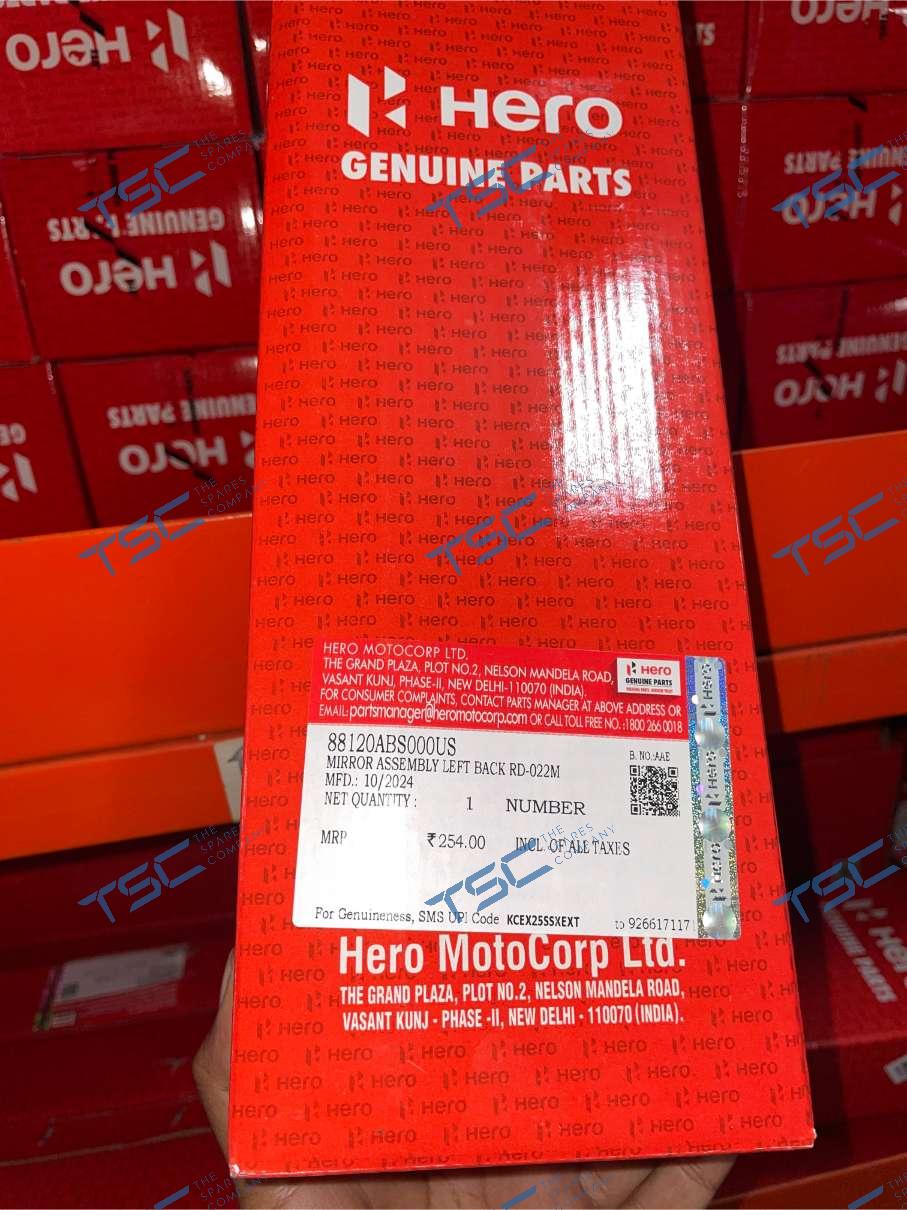 Hero
GENUINE PARTS
HERO MOTOCORP LTD.
THE GRAND PLAZA, PLOT NO.2, NELSON MANDELA ROAD,
VASANT KUNJ, PHASE-II, NEW DELHI-110070 (INDIA).
FOR CONSUMER COMPLAINTS, CONTACT PARTS MANAGER AT ABOVE ADDRESS OR
EMAIL: partsmanager@heromotocorp.com OR CALL TOLL FREE NO. :1800 266 0018
Hero
GENUINE PARTS
88120ABS000US
MIRROR ASSEMBLY LEFT BACK RD-022M
MFD.: 10/2024
B. NO.:AAE
NET QUANTITY : 1 NUMBER
MRP ₹254.00 INCL. OF ALL TAXES
For Genuineness, SMS UPI Code KCEX25SSXEXT to 926617117
Hero MotoCorp Ltd.
THE GRAND PLAZA, PLOT NO.2, NELSON MANDELA ROAD,
VASANT KUNJ - PHASE -II, NEW DELHI - 110070 (INDIA).
TSC THE SPARES COMPANY